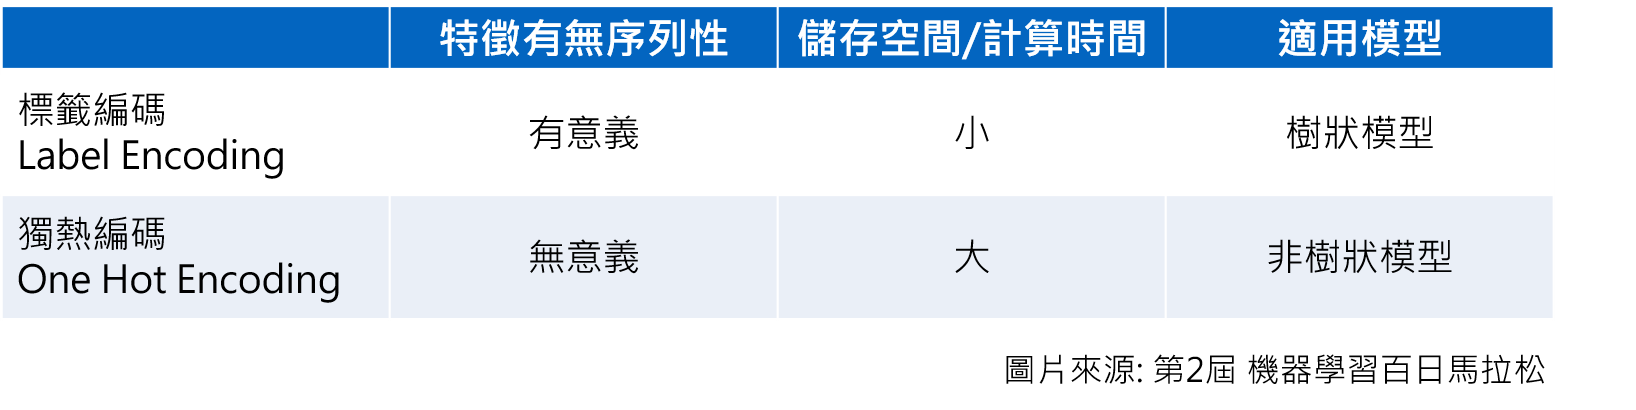 特徵有無序列性 儲存空間/計算時間 適用模型
標籤編碼
Label Encoding
有意義 小 樹狀模型
獨熱編碼
One Hot Encoding
無意義 大 非樹狀模型
圖片來源: 第2屆 機器學習百日馬拉松